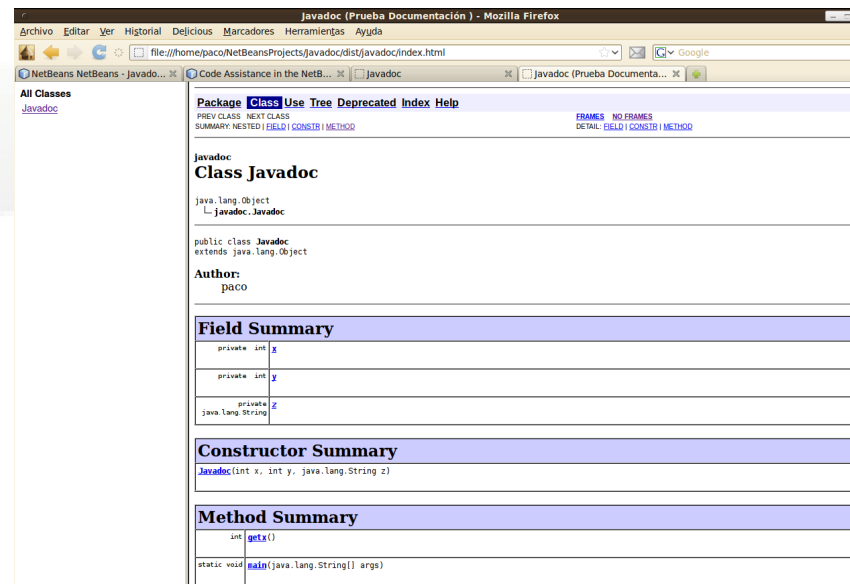 Javadoc (Prueba Documentación ) - Mozilla Firefox
Archivo Editar Ver Historial Delicious Marcadores Herramientas Ayuda
file:///home/paco/NetBeansProjects/Javadoc/dist/javadoc/index.html
Google
NetBeans NetBeans - Javado...
Code Assistance in the NetB...
Javadoc
Javadoc (Prueba Documenta...
All Classes
Javadoc
Package Class Use Tree Deprecated Index Help
PREV CLASS NEXT CLASS
FRAMES NO FRAMES
SUMMARY: NESTED | FIELD | CONSTR | METHOD
DETAIL: FIELD | CONSTR | METHOD
javadoc
Class Javadoc
java.lang.Object
javadoc.Javadoc
public class Javadoc
extends java.lang.Object
Author:
paco
Field Summary
private int x
private int y
private z
java.lang.String
Constructor Summary
Javadoc(int x, int y, java.lang.String z)
Method Summary
int getx()
static void main(java.lang.String[] args)